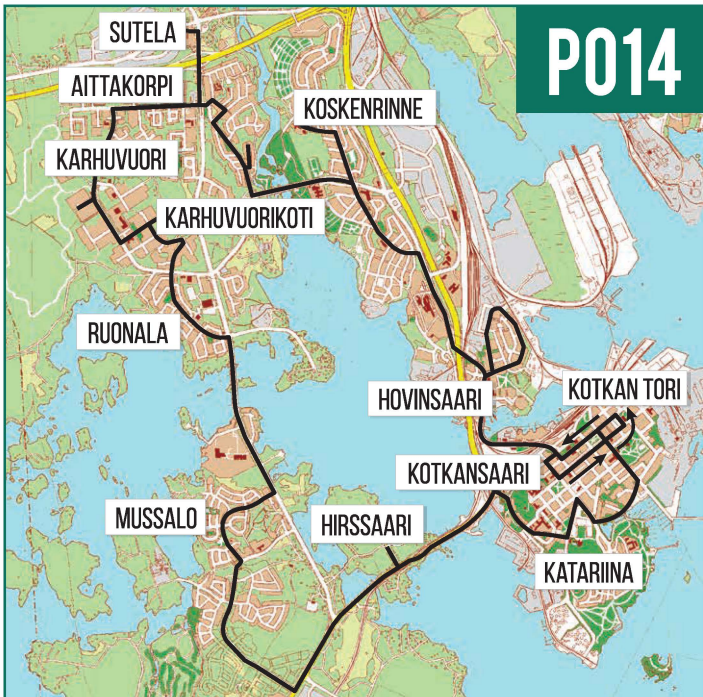 P014
SUTELA
AITTAKORPI
KOSKENRINNE
KARHUVUORI
KARHUVUORIKOTI
RUONALA
HOVINSAARI
KOTKAN TORI
KOTKANSAARI
MUSSALO
HIRSSAARI
KATARIINA